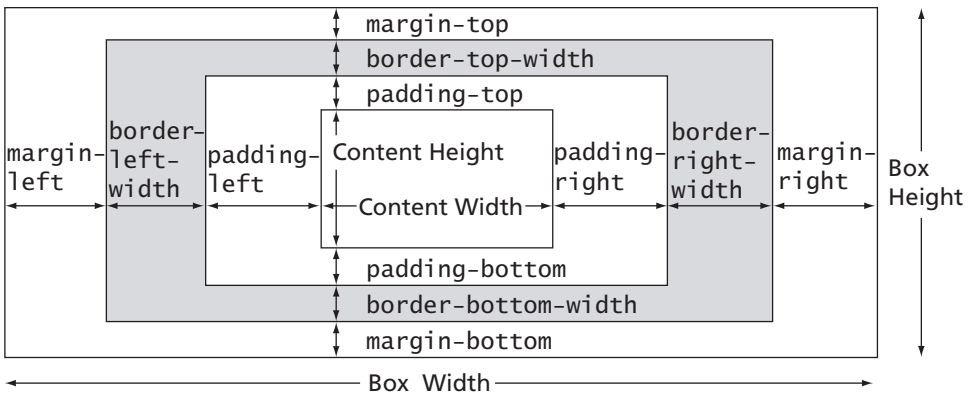 margin-top
border-top-width
padding-top
margin-
left
border-
left-
width
padding-
left
Content Height
Content Width
padding-
right
border-
right-
width
margin-
right
Box
Height
padding-bottom
border-bottom-width
margin-bottom
Box Width